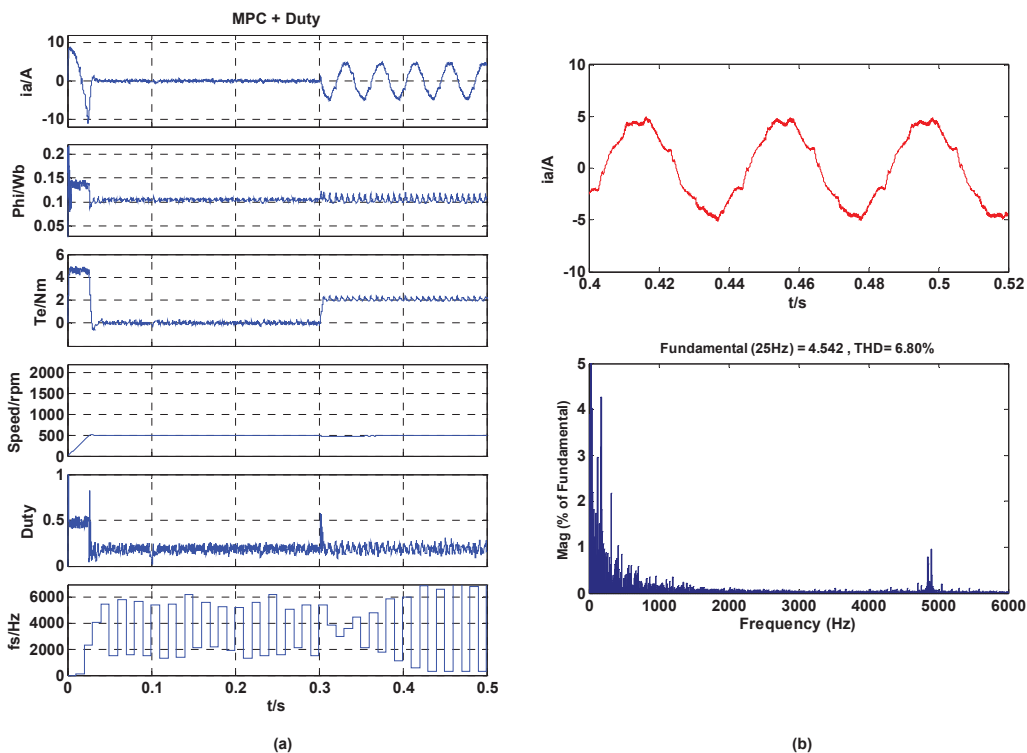 MPC + Duty
10
0
-10
ia/A
0.2
0.15
0.1
0.05
Phi/Wb
6
4
2
0
Te/Nm
2000
1500
1000
500
0
Speed/rpm
1
0.5
0
Duty
6000
4000
2000
0
fs/Hz
0 0.1 0.2 0.3 0.4 0.5
t/s
(a)
10
5
0
-5
-10
ia/A
0.4 0.42 0.44 0.46 0.48 0.5 0.52
t/s
Fundamental (25Hz) = 4.542 , THD= 6.80%
5
4
3
2
1
0
Mag (% of Fundamental)
0 1000 2000 3000 4000 5000 6000
Frequency (Hz)
(b)